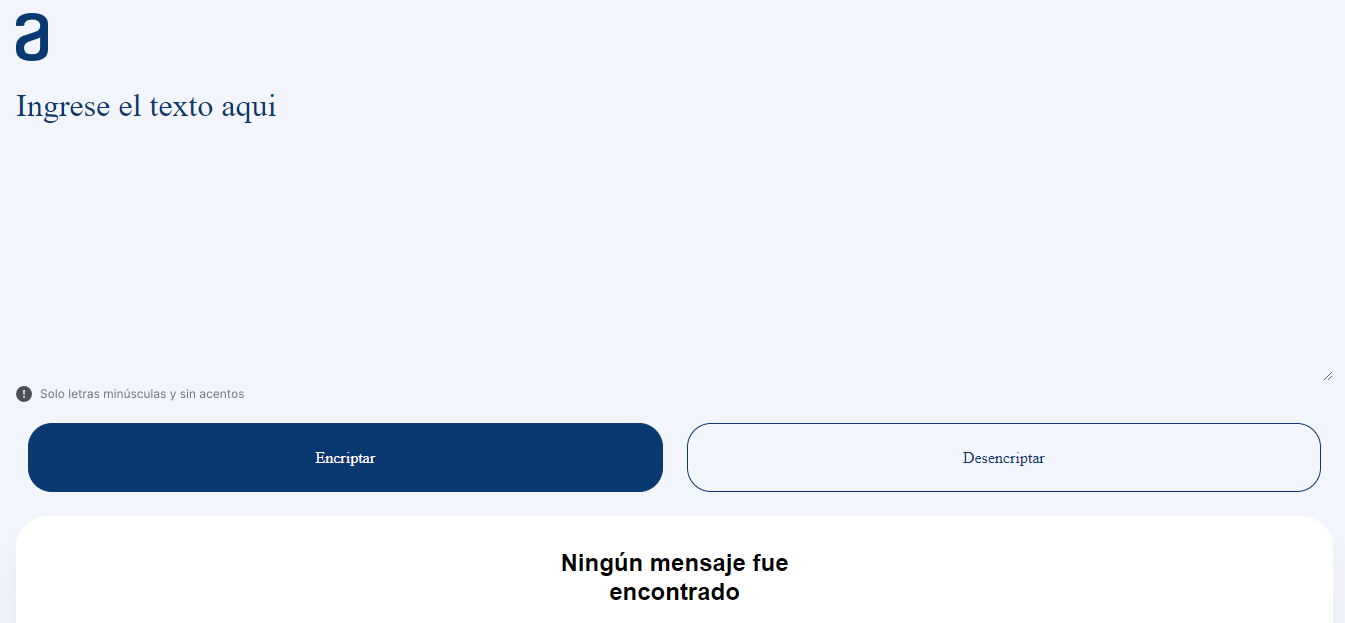 a
Ingrese el texto aqui
Solo letras minúsculas y sin acentos
Encriptar
Desencriptar
Ningún mensaje fue
encontrado